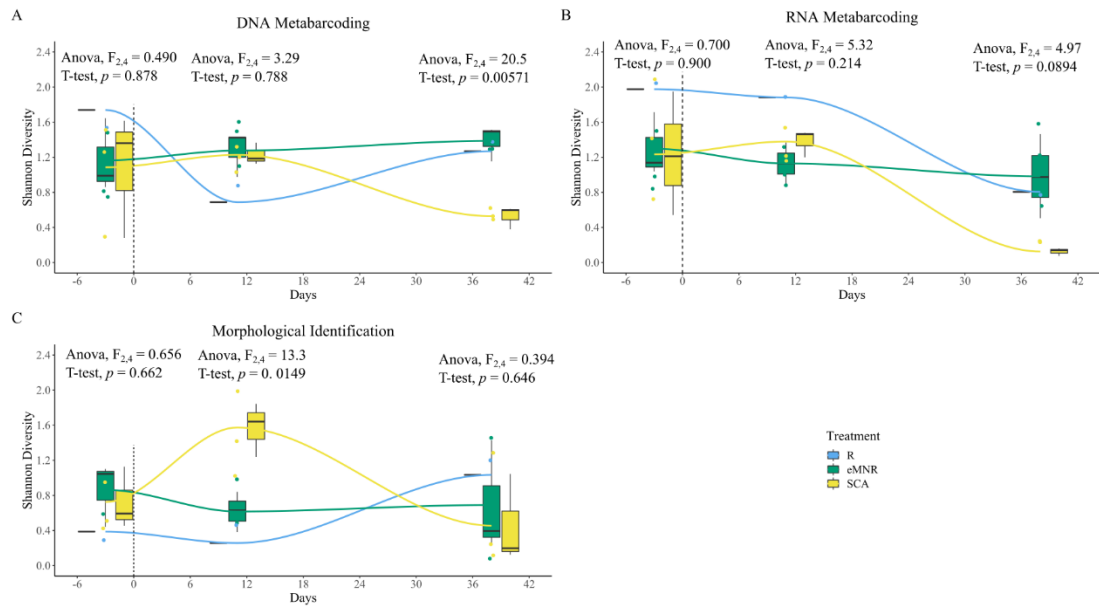 A
DNA Metabarcoding
Anova, F2,4 = 0.490
T-test, p = 0.878
Anova, F2,4 = 3.29
T-test, p = 0.788
Anova, F2,4 = 20.5
T-test, p = 0.00571
Shannon Diversity
2.4
2.0
1.6
1.2
0.8
0.4
0.0
-6 0 6 12 18 24 30 36 42
Days
B
RNA Metabarcoding
Anova, F2,4 = 0.700
T-test, p = 0.900
Anova, F2,4 = 5.32
T-test, p = 0.214
Anova, F2,4 = 4.97
T-test, p = 0.0894
Shannon Diversity
2.4
2.0
1.6
1.2
0.8
0.4
0.0
-6 0 6 12 18 24 30 36 42
Days
C
Morphological Identification
Anova, F2,4 = 0.656
T-test, p = 0.662
Anova, F2,4 = 13.3
T-test, p = 0. 0149
Anova, F2,4 = 0.394
T-test, p = 0.646
Shannon Diversity
2.4
2.0
1.6
1.2
0.8
0.4
0.0
-6 0 6 12 18 24 30 36 42
Days
Treatment
R
eMNR
SCA